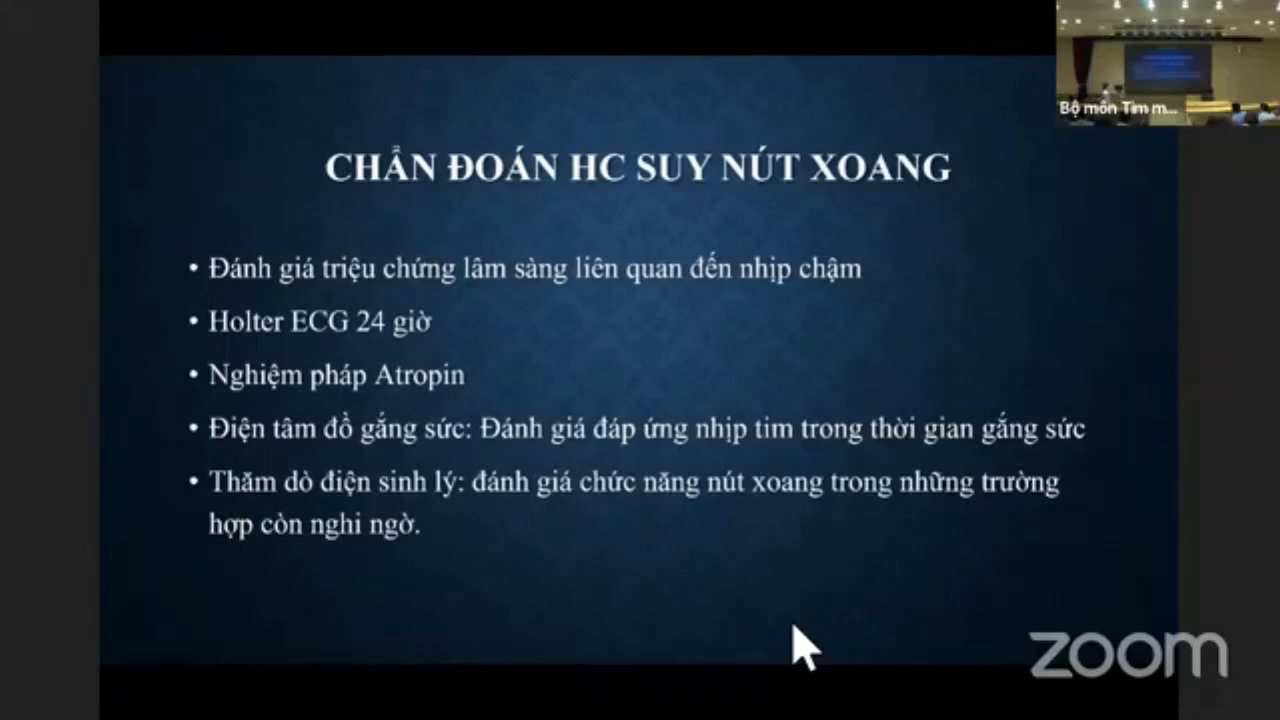 Bộ môn Tim m...
CHẨN ĐOÁN HC SUY NÚT XOANG
• Đánh giá triệu chứng lâm sàng liên quan đến nhịp chậm
• Holter ECG 24 giờ
• Nghiệm pháp Atropin
• Điện tâm đồ gắng sức: Đánh giá đáp ứng nhịp tim trong thời gian gắng sức
• Thăm dò điện sinh lý: đánh giá chức năng nút xoang trong những trường
hợp còn nghi ngờ.
zoom